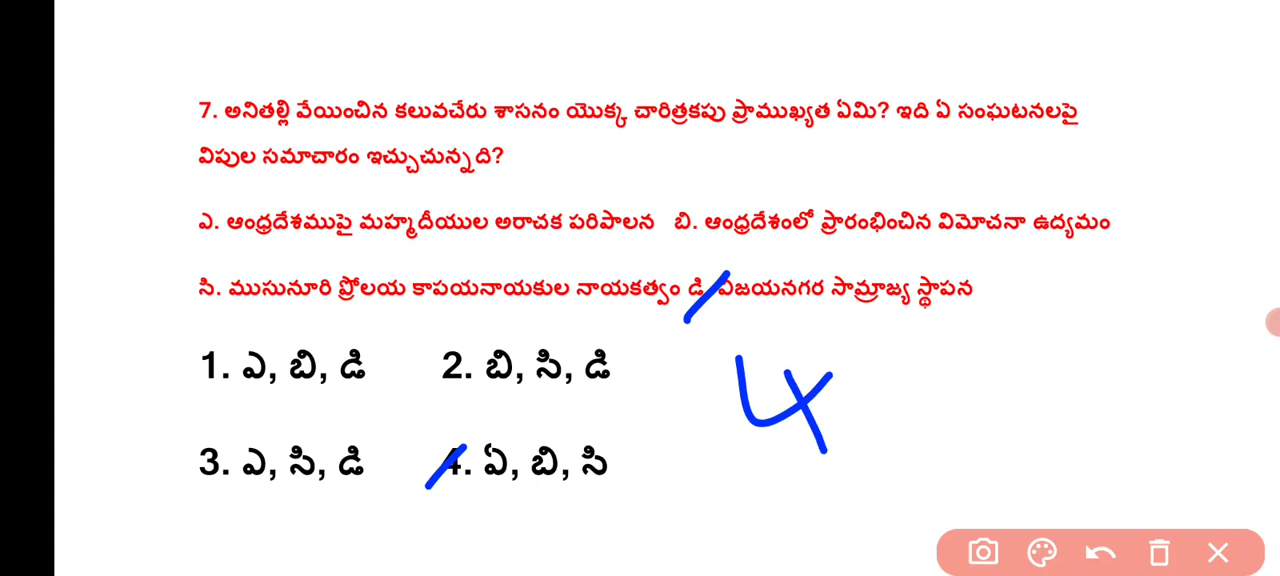 7. అనితల్లి వేయించిన కలువచేరు శాసనం యొక్క చారిత్రకపు ప్రాముఖ్యత ఏమి? ఇది ఏ సంఘటనలపై
విపుల సమాచారం ఇచ్చుచున్నది?
ఎ. ఆంధ్రదేశముపై మహ్మదీయుల అరాచక పరిపాలన బి. ఆంధ్రదేశంలో ప్రారంభించిన విమోచనా ఉద్యమం
సి. ముసునూరి ప్రోలయ కాపయనాయకుల నాయకత్వం డి. విజయనగర సామ్రాజ్య స్థాపన
1. ఎ, బి, డి 2. బి, సి, డి
4
3. ఎ, సి, డి 4. ఏ, బి, సి